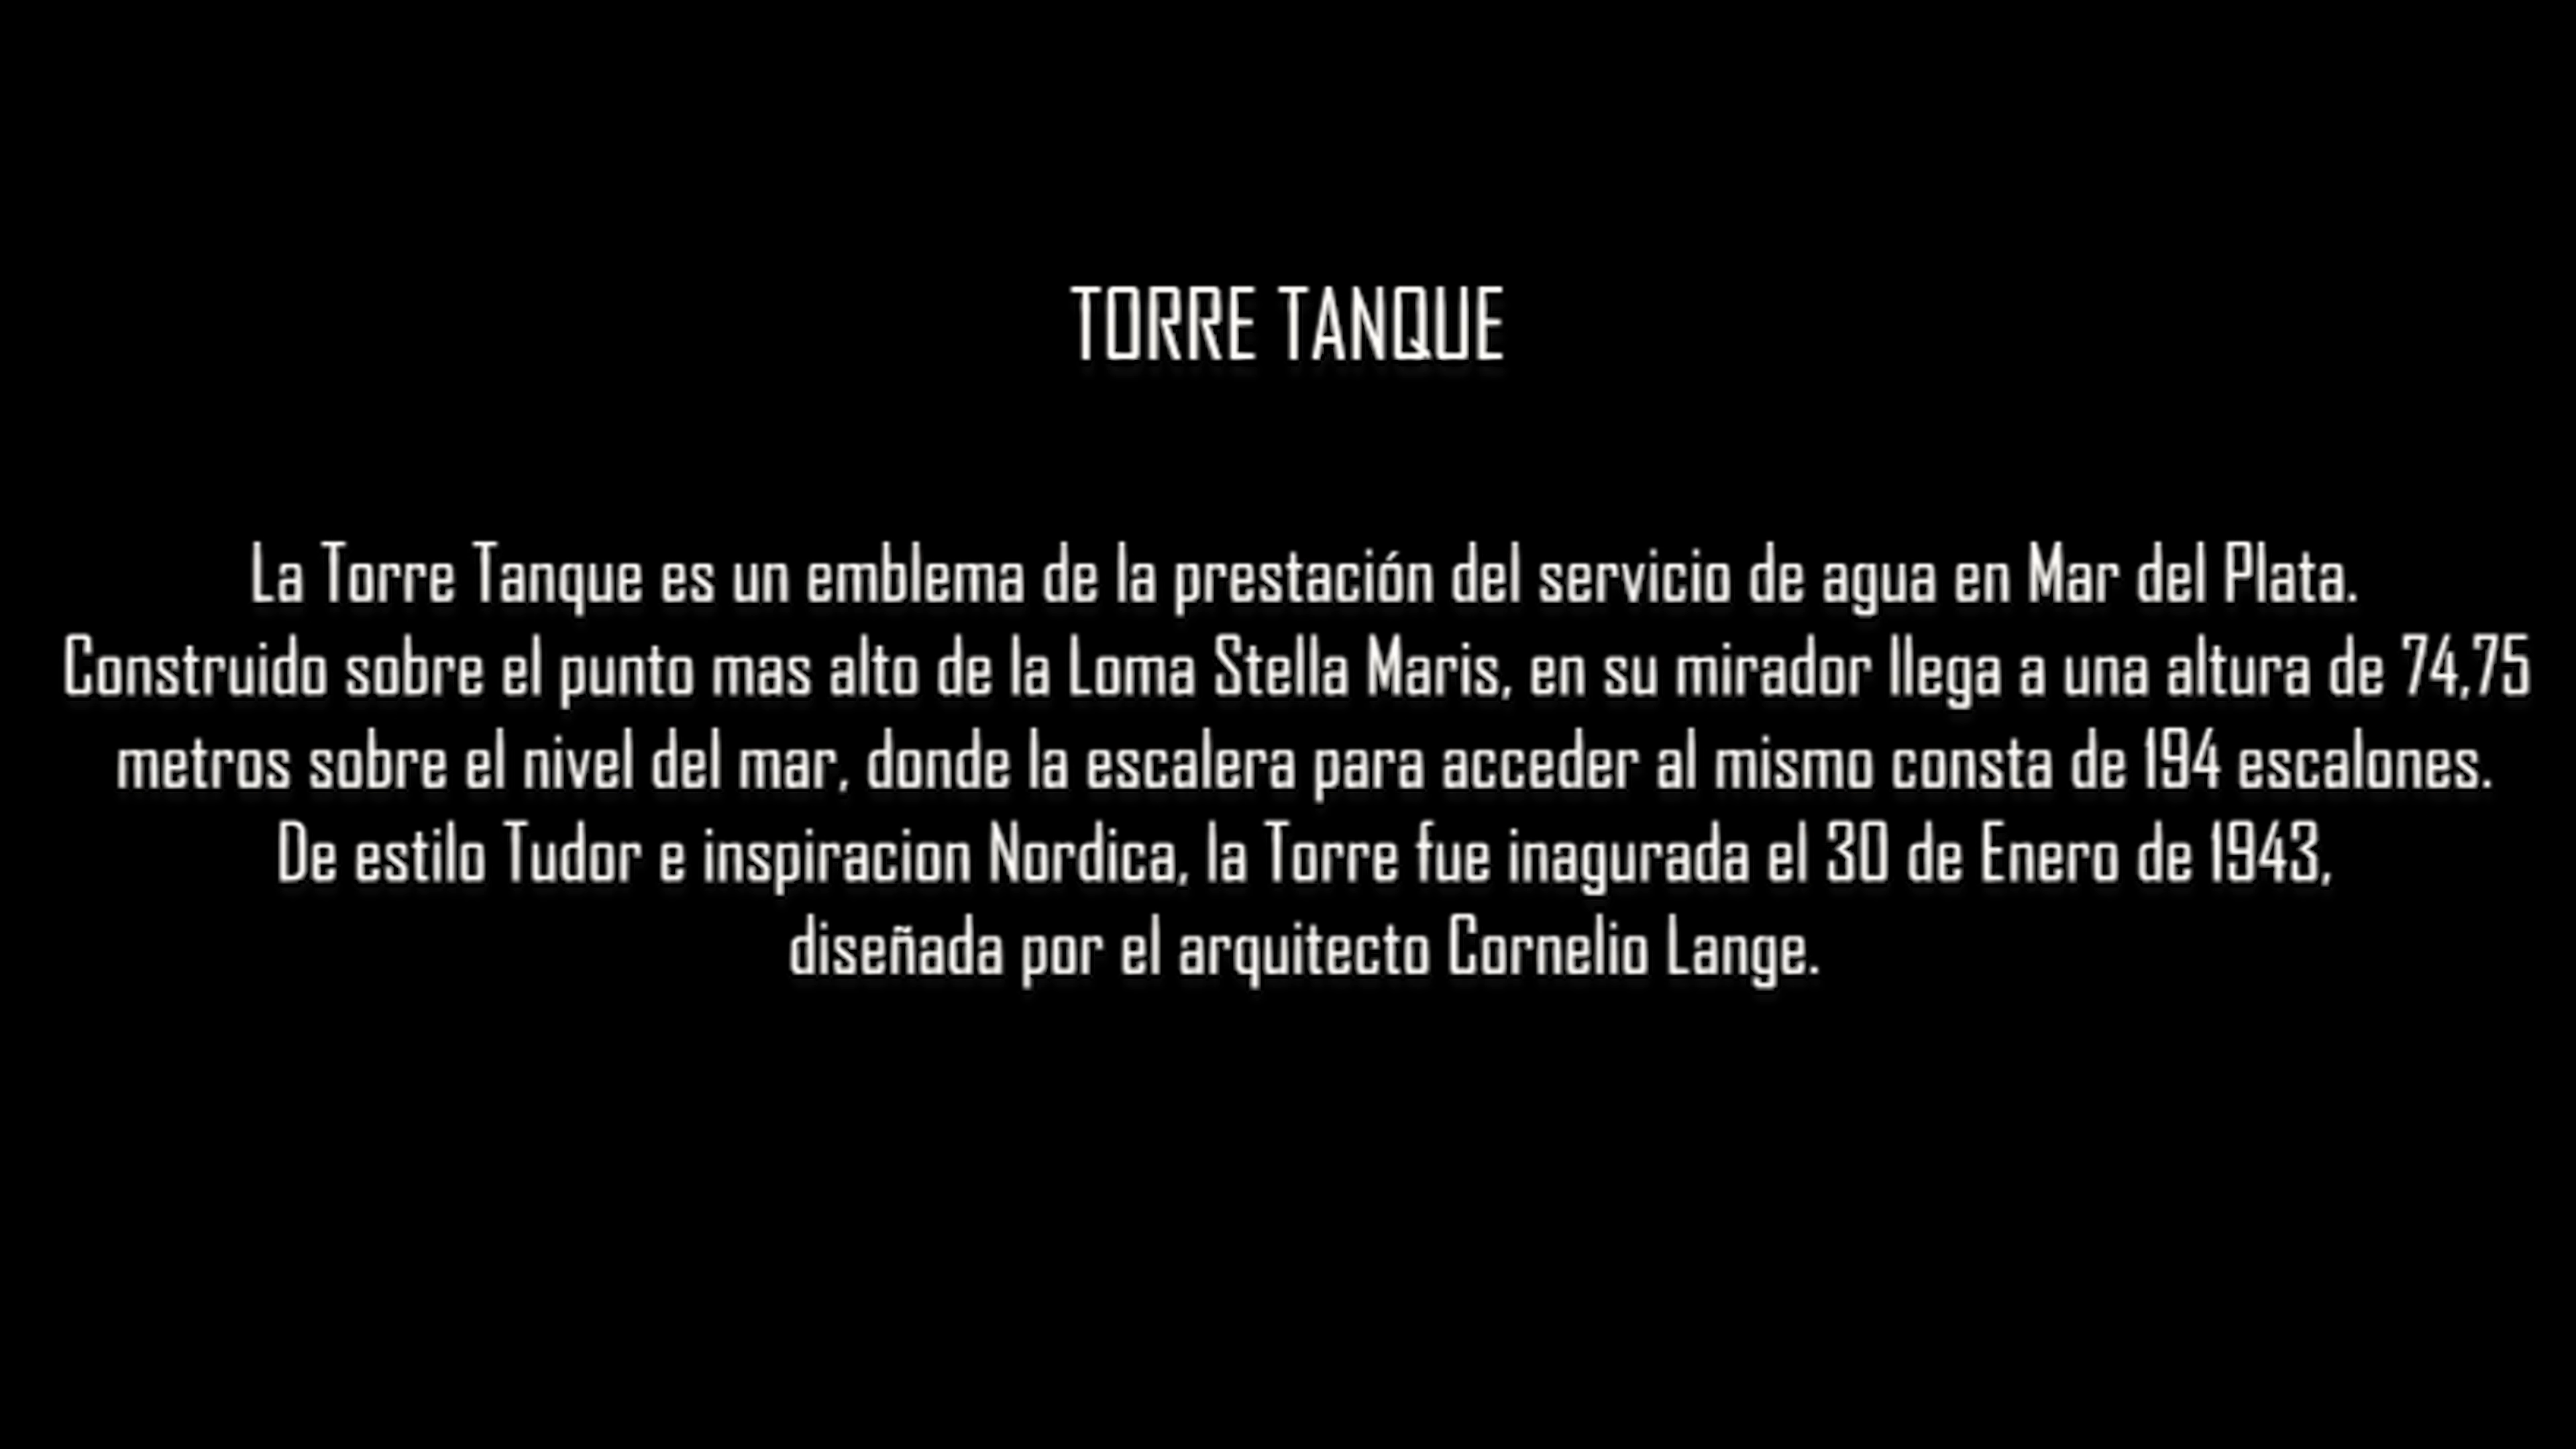 TORRE TANQUE
La Torre Tanque es un emblema de la prestación del servicio de agua en Mar del Plata.
Construido sobre el punto mas alto de la Loma Stella Maris, en su mirador llega a una altura de 74,75
metros sobre el nivel del mar, donde la escalera para acceder al mismo consta de 194 escalones.
De estilo Tudor e inspiracion Nordica, la Torre fue inagurada el 30 de Enero de 1943,
diseñada por el arquitecto Cornelio Lange.